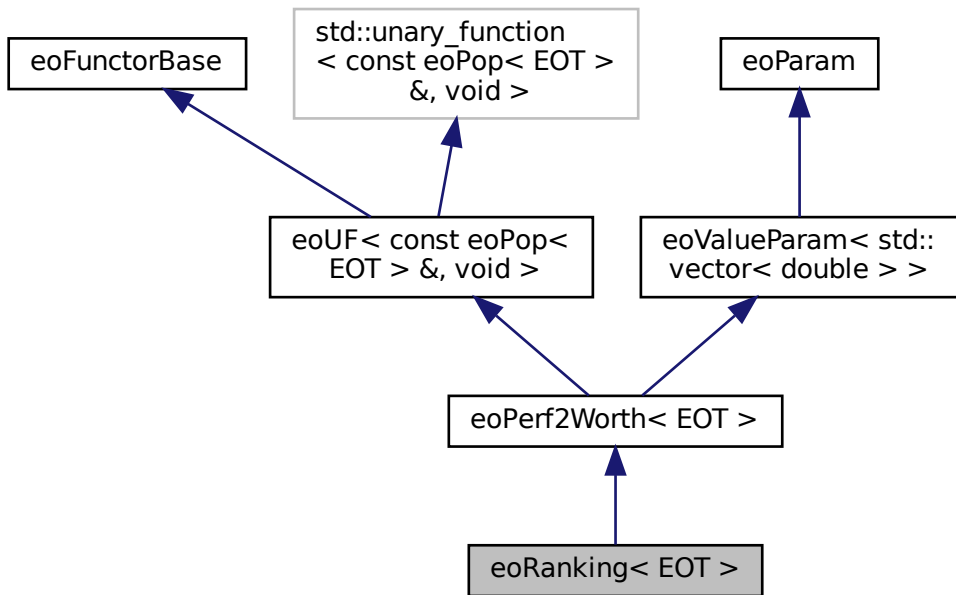 eoFunctorBase
std::unary_function
< const eoPop< EOT >
&, void >
eoParam
eoUF< const eoPop<
EOT > &, void >
eoValueParam< std::
vector< double > >
eoPerf2Worth< EOT >
eoRanking< EOT >